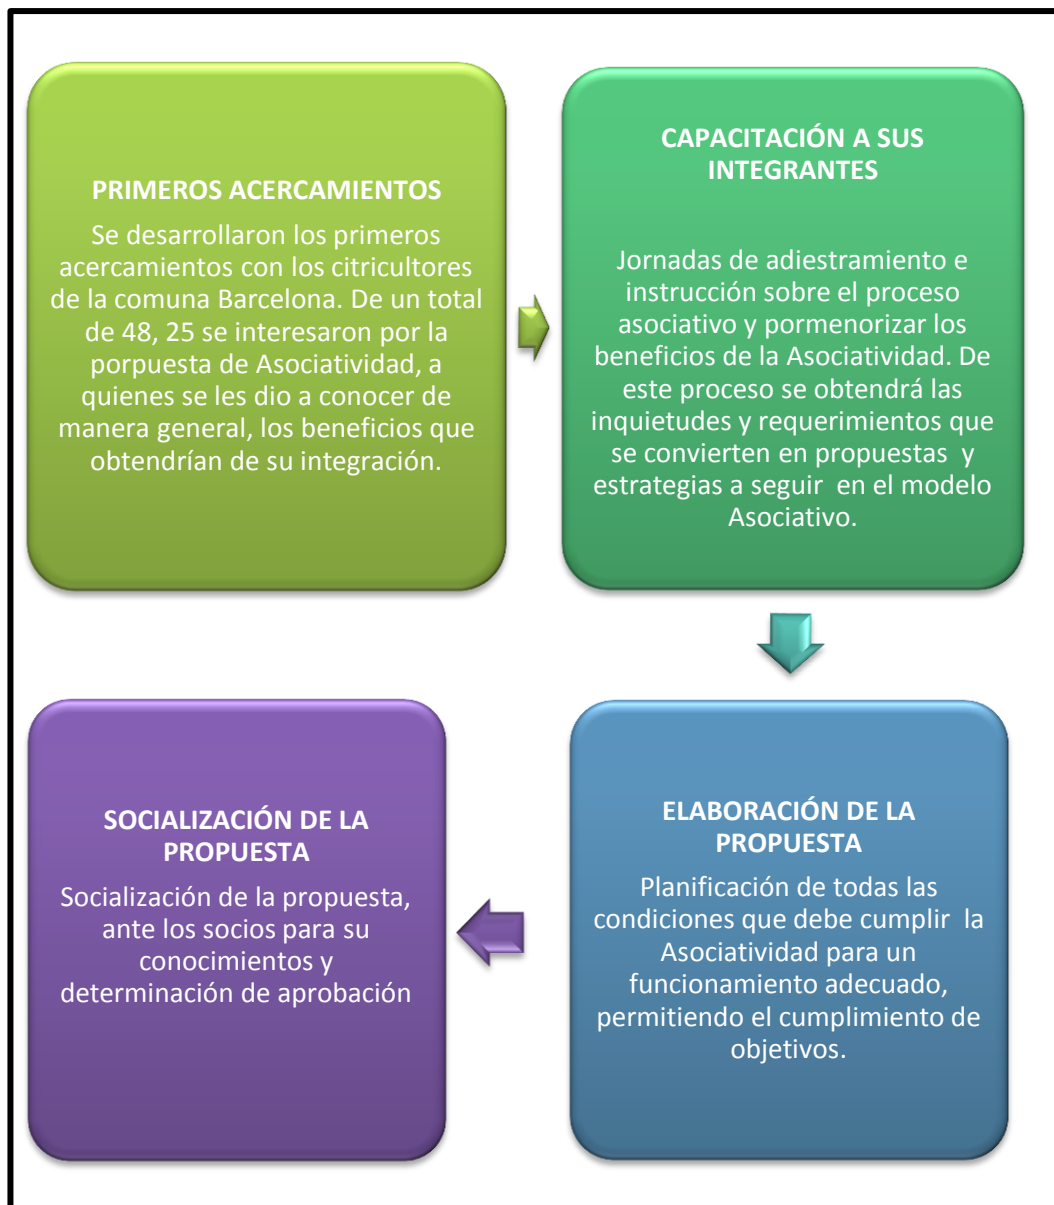 PRIMEROS ACERCAMIENTOS
Se desarrollaron los primeros
acercamientos con los citricultores
de la comuna Barcelona. De un total
de 48, 25 se interesaron por la
porpuesta de Asociatividad, a
quienes se les dio a conocer de
manera general, los beneficios que
obtendrían de su integración.
CAPACITACIÓN A SUS
INTEGRANTES
Jornadas de adiestramiento e
instrucción sobre el proceso
asociativo y pormenorizar los
beneficios de la Asociatividad. De
este proceso se obtendrá las
inquietudes y requerimientos que
se convierten en propuestas y
estrategias a seguir en el modelo
Asociativo.
ELABORACIÓN DE LA
PROPUESTA
Planificación de todas las
condiciones que debe cumplir la
Asociatividad para un
funcionamiento adecuado,
permitiendo el cumplimiento de
objetivos.
SOCIALIZACIÓN DE LA
PROPUESTA
Socialización de la propuesta,
ante los socios para su
conocimientos y
determinación de aprobación